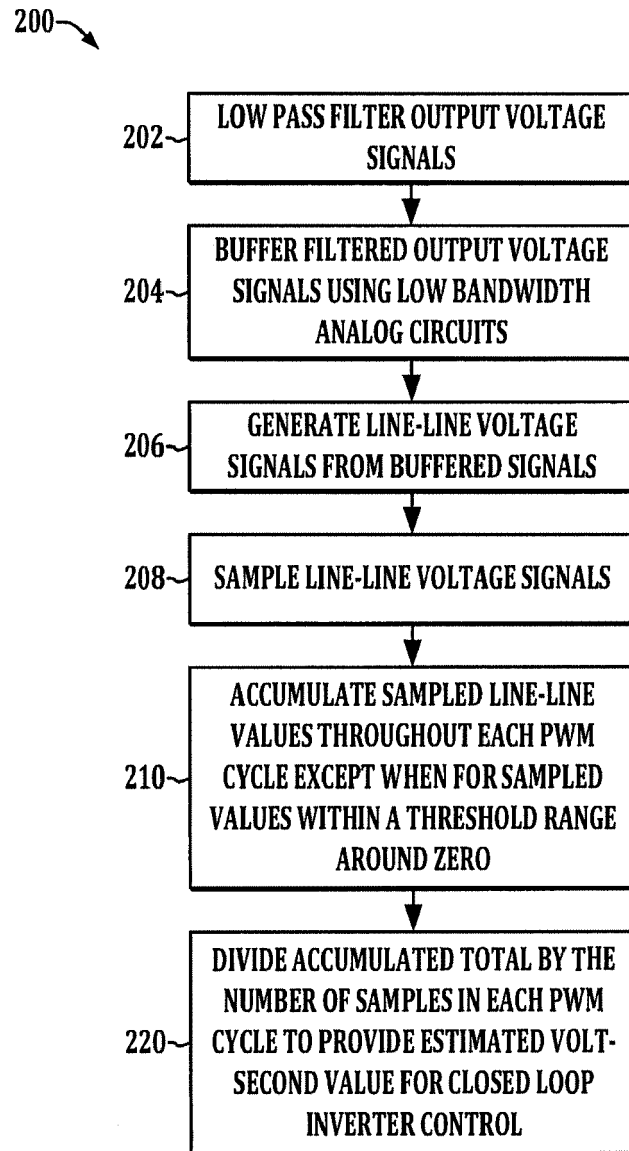 200
LOW PASS FILTER OUTPUT VOLTAGE
SIGNALS
202
BUFFER FILTERED OUTPUT VOLTAGE
SIGNALS USING LOW BANDWIDTH
ANALOG CIRCUITS
204
GENERATE LINE-LINE VOLTAGE
SIGNALS FROM BUFFERED SIGNALS
206
SAMPLE LINE-LINE VOLTAGE SIGNALS
208
ACCUMULATE SAMPLED LINE-LINE
VALUES THROUGHOUT EACH PWM
CYCLE EXCEPT WHEN FOR SAMPLED
VALUES WITHIN A THRESHOLD RANGE
AROUND ZERO
210
DIVIDE ACCUMULATED TOTAL BY THE
NUMBER OF SAMPLES IN EACH PWM
CYCLE TO PROVIDE ESTIMATED VOLT-
SECOND VALUE FOR CLOSED LOOP
INVERTER CONTROL
220